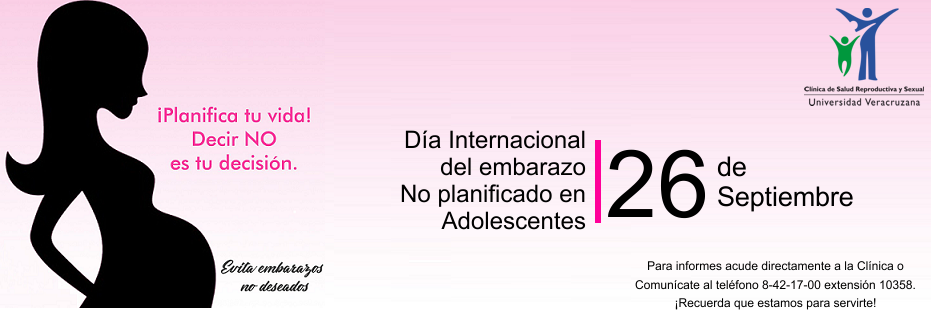 ¡Planifica tu vida!
Decir NO
es tu decisión.
Evita embarazos
no deseados
Día Internacional
del embarazo
No planificado en
Adolescentes
26
de
Septiembre
Clínica de Salud Reproductiva y Sexual
Universidad Veracruzana
Para informes acude directamente a la Clínica o
Comunícate al teléfono 8-42-17-00 extensión 10358.
¡Recuerda que estamos para servirte!